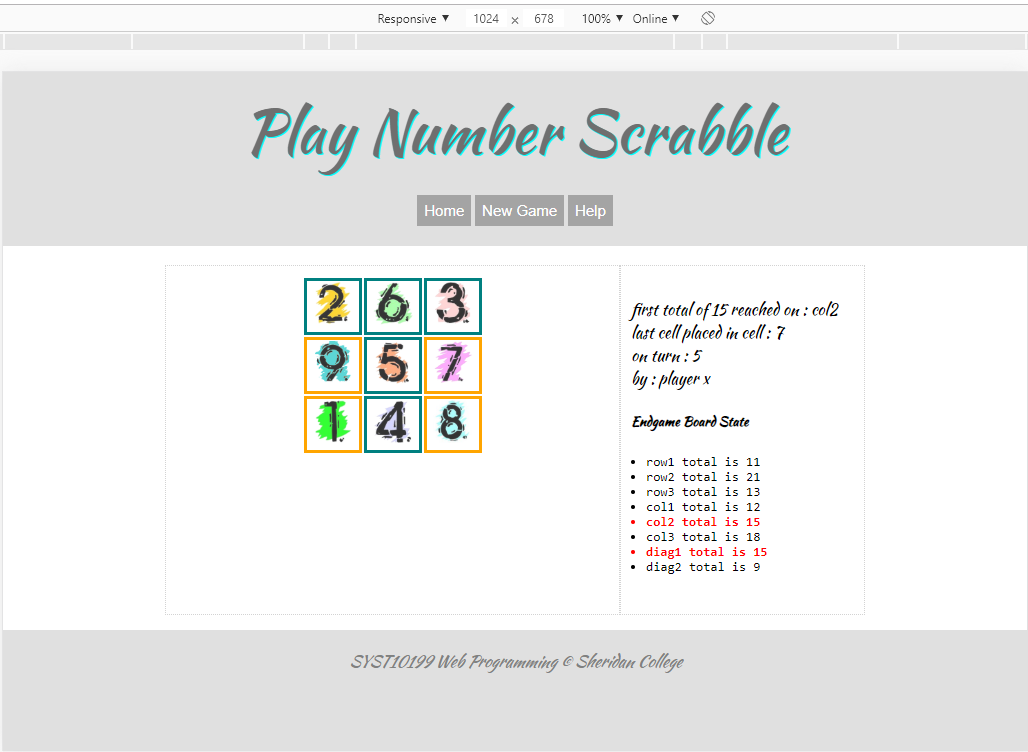 Responsive ▼ 1024 × 678 100% ▼ Online ▼
Play Number Scrabble
Home New Game Help
2 6 3
9 5 7
1 4 8
first total of 15 reached on : col2
last cell placed in cell : 7
on turn : 5
by : player x
Endgame Board State
• row1 total is 11
• row2 total is 21
• row3 total is 13
• col1 total is 12
• col2 total is 15
• col3 total is 18
• diag1 total is 15
• diag2 total is 9
SYST10199 Web Programming © Sheridan College